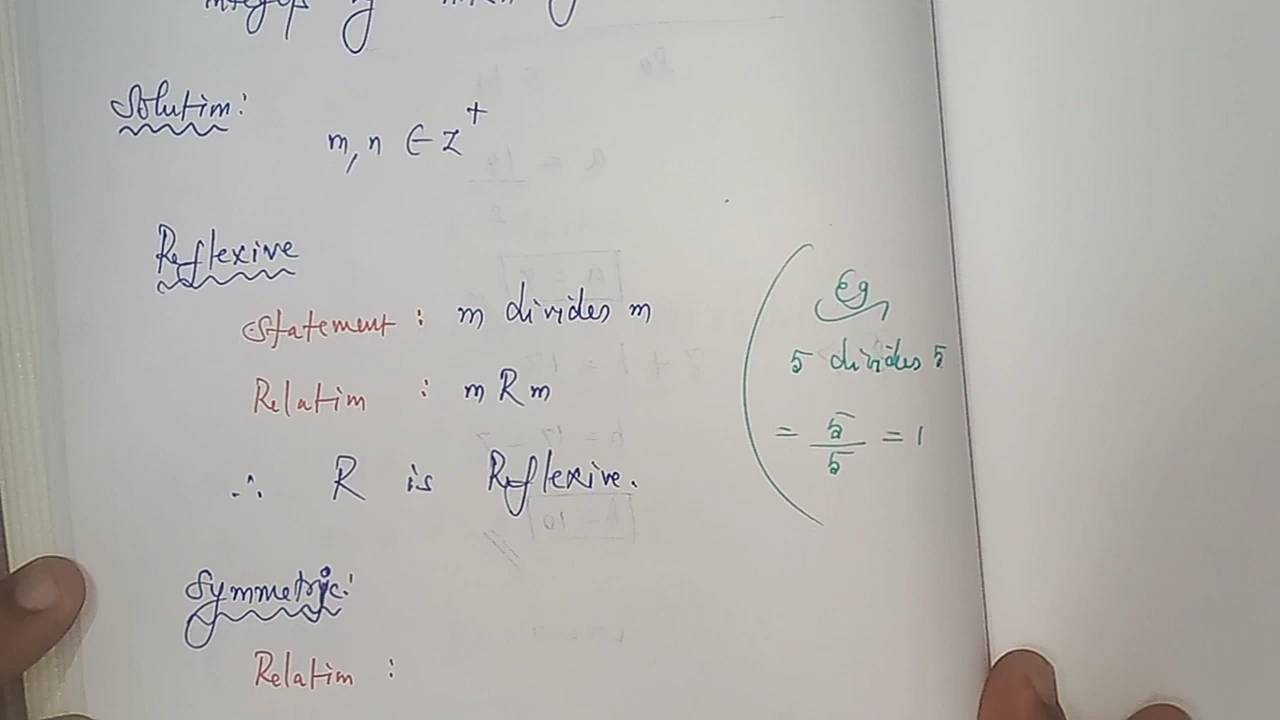 Solution:
m, n ∈ Z⁺
Reflexive
Statement : m divides m
Relation : m R m
∴ R is Reflexive.
Eg
5 divides 5
= 5/5 = 1
Symmetric:
Relation :